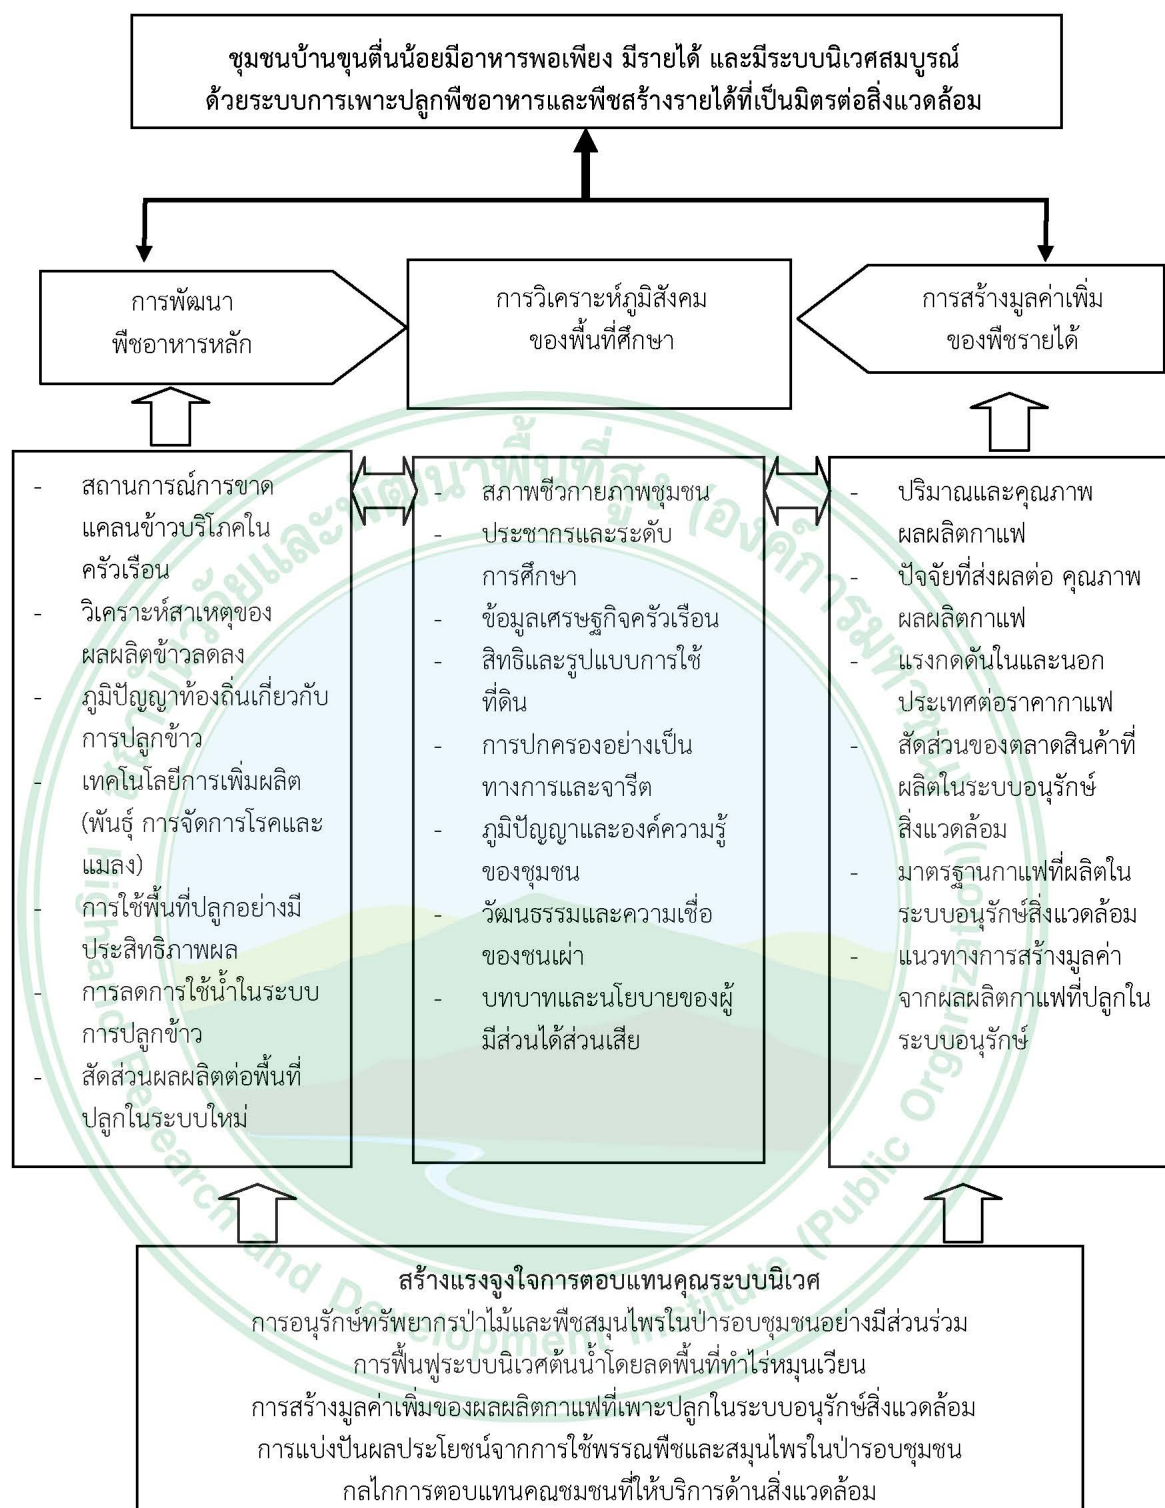 ชุมชนบ้านขุนตื่นน้อยมีอาหารพอเพียง มีรายได้ และมีระบบนิเวศสมบูรณ์
ด้วยระบบการเพาะปลูกพืชอาหารและพืชสร้างรายได้ที่เป็นมิตรต่อสิ่งแวดล้อม
การพัฒนา
พืชอาหารหลัก
การวิเคราะห์ภูมิสังคม
ของพื้นที่ศึกษา
การสร้างมูลค่าเพิ่ม
ของพืชรายได้
- สถานการณ์การขาด
แคลนข้าวบริโภคใน
ครัวเรือน
- วิเคราะห์สาเหตุของ
ผลผลิตข้าวลดลง
- ภูมิปัญญาท้องถิ่นเกี่ยวกับ
การปลูกข้าว
- เทคโนโลยีการเพิ่มผลิต
(พันธุ์ การจัดการโรคและ
แมลง)
- การใช้พื้นที่ปลูกอย่างมี
ประสิทธิภาพผล
- การลดการใช้น้ำในระบบ
การปลูกข้าว
- สัดส่วนผลผลิตต่อพื้นที่
ปลูกในระบบใหม่
- สภาพชีวกายภาพชุมชน
- ประชากรและระดับ
การศึกษา
- ข้อมูลเศรษฐกิจครัวเรือน
- สิทธิและรูปแบบการใช้
ที่ดิน
- การปกครองอย่างเป็น
ทางการและจารีต
- ภูมิปัญญาและองค์ความรู้
ของชุมชน
- วัฒนธรรมและความเชื่อ
ของชนเผ่า
- บทบาทและนโยบายของผู้
มีส่วนได้ส่วนเสีย
- ปริมาณและคุณภาพ
ผลผลิตกาแฟ
- ปัจจัยที่ส่งผลต่อ คุณภาพ
ผลผลิตกาแฟ
- แรงกดดันในและนอก
ประเทศต่อราคากาแฟ
- สัดส่วนของตลาดสินค้าที่
ผลิตในระบบอนุรักษ์
สิ่งแวดล้อม
- มาตรฐานกาแฟที่ผลิตใน
ระบบอนุรักษ์สิ่งแวดล้อม
- แนวทางการสร้างมูลค่า
จากผลผลิตกาแฟที่ปลูกใน
ระบบอนุรักษ์
สร้างแรงจูงใจการตอบแทนคุณระบบนิเวศ
การอนุรักษ์ทรัพยากรป่าไม้และพืชสมุนไพรในป่ารอบชุมชนอย่างมีส่วนร่วม
การฟื้นฟูระบบนิเวศต้นน้ำโดยลดพื้นที่ทำไร่หมุนเวียน
การสร้างมูลค่าเพิ่มของผลผลิตกาแฟที่เพาะปลูกในระบบอนุรักษ์สิ่งแวดล้อม
การแบ่งปันผลประโยชน์จากการใช้พรรณพืชและสมุนไพรในป่ารอบชุมชน
กลไกการตอบแทนคุณชุมชนที่ให้บริการด้านสิ่งแวดล้อม
สถาบันวิจัยและพัฒนาพื้นที่สูง (องค์การมหาชน)
Highland Research and Development Institute (Public Organization)